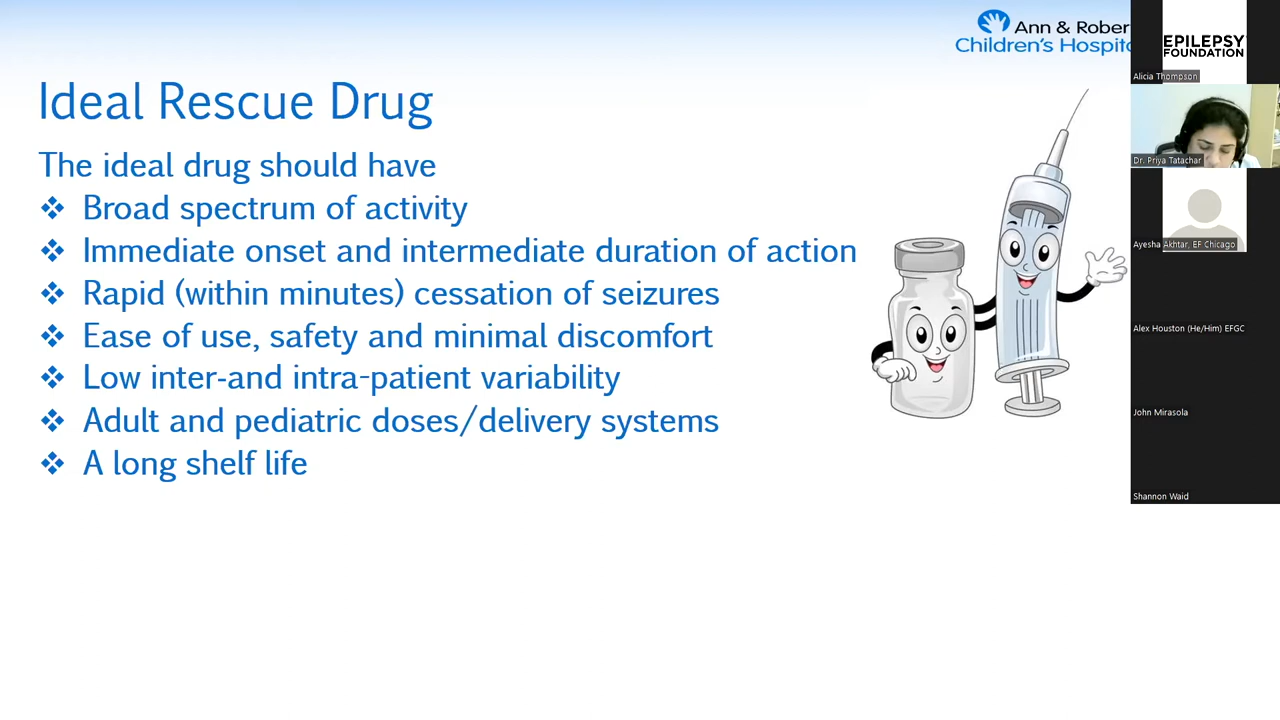 Ann & Rober
Children's Hospita
Ideal Rescue Drug
The ideal drug should have
❖ Broad spectrum of activity
❖ Immediate onset and intermediate duration of action
❖ Rapid (within minutes) cessation of seizures
❖ Ease of use, safety and minimal discomfort
❖ Low inter-and intra-patient variability
❖ Adult and pediatric doses/delivery systems
❖ A long shelf life
EPILEPSY
FOUNDATION
Alicia Thompson
Dr. Priya Tatachar
Ayesha Akhtar, EF Chicago
Alex Houston (He/Him) EFGC
John Mirasola
Shannon Waid